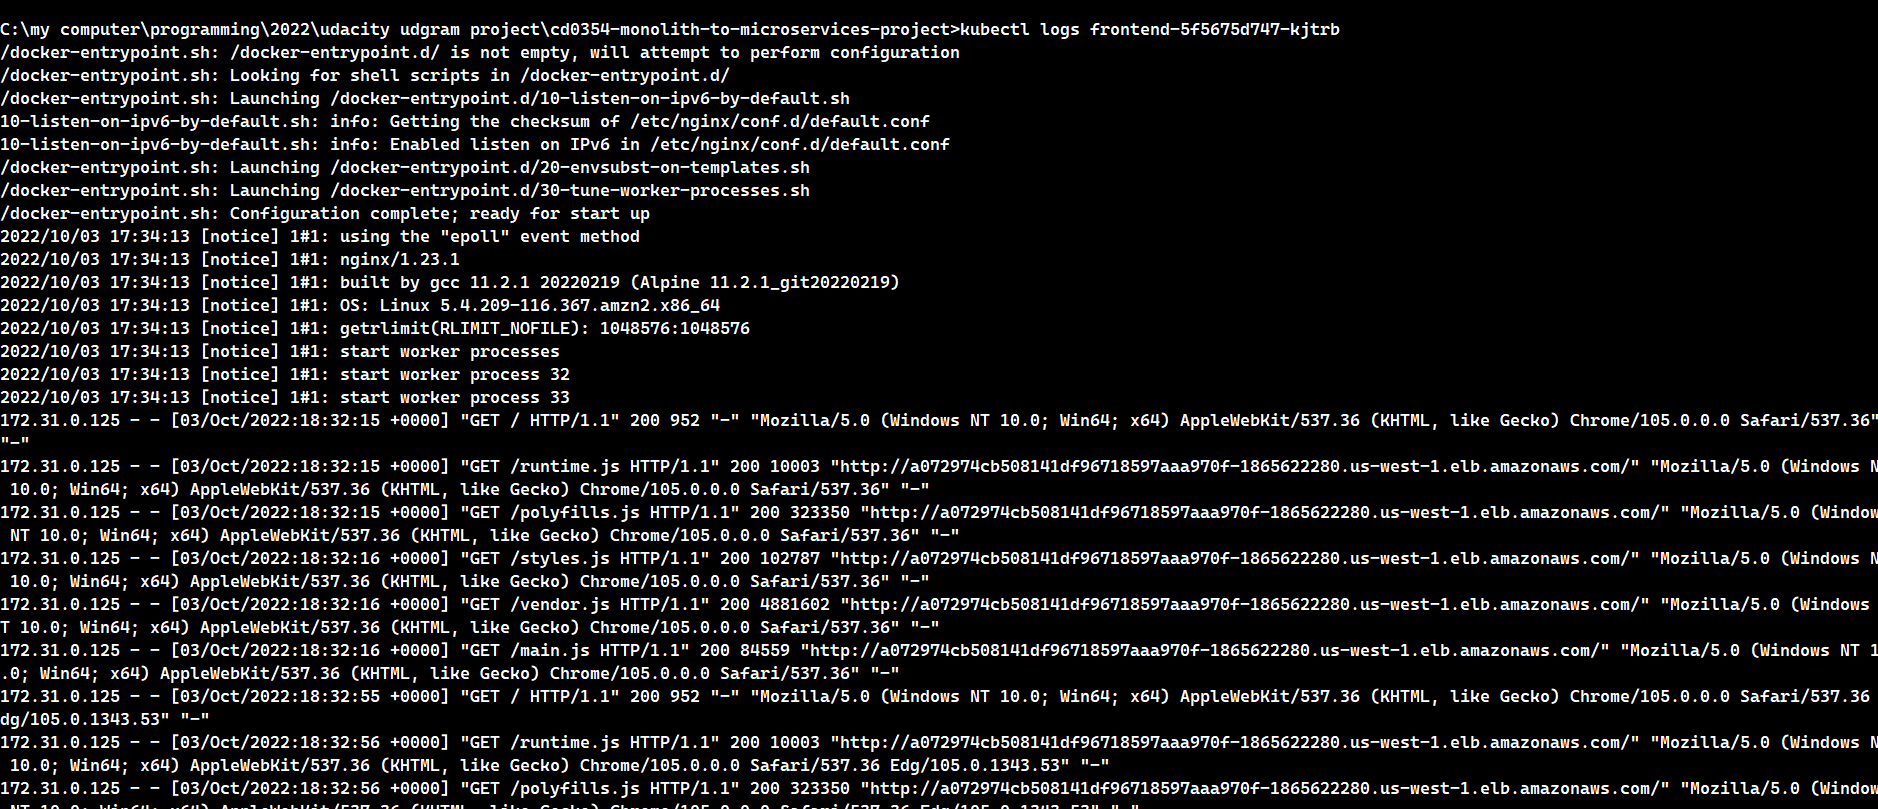 C:\my computer\programming\2022\udacity udgram project\cd0354-monolith-to-microservices-project>kubectl logs frontend-5f5675d747-kjtrb
/docker-entrypoint.sh: /docker-entrypoint.d/ is not empty, will attempt to perform configuration
/docker-entrypoint.sh: Looking for shell scripts in /docker-entrypoint.d/
/docker-entrypoint.sh: Launching /docker-entrypoint.d/10-listen-on-ipv6-by-default.sh
10-listen-on-ipv6-by-default.sh: info: Getting the checksum of /etc/nginx/conf.d/default.conf
10-listen-on-ipv6-by-default.sh: info: Enabled listen on IPv6 in /etc/nginx/conf.d/default.conf
/docker-entrypoint.sh: Launching /docker-entrypoint.d/20-envsubst-on-templates.sh
/docker-entrypoint.sh: Launching /docker-entrypoint.d/30-tune-worker-processes.sh
/docker-entrypoint.sh: Configuration complete; ready for start up
2022/10/03 17:34:13 [notice] 1#1: using the "epoll" event method
2022/10/03 17:34:13 [notice] 1#1: nginx/1.23.1
2022/10/03 17:34:13 [notice] 1#1: built by gcc 11.2.1 20220219 (Alpine 11.2.1_git20220219)
2022/10/03 17:34:13 [notice] 1#1: OS: Linux 5.4.209-116.367.amzn2.x86_64
2022/10/03 17:34:13 [notice] 1#1: getrlimit(RLIMIT_NOFILE): 1048576:1048576
2022/10/03 17:34:13 [notice] 1#1: start worker processes
2022/10/03 17:34:13 [notice] 1#1: start worker process 32
2022/10/03 17:34:13 [notice] 1#1: start worker process 33
172.31.0.125 - - [03/Oct/2022:18:32:15 +0000] "GET / HTTP/1.1" 200 952 "-" "Mozilla/5.0 (Windows NT 10.0; Win64; x64) AppleWebKit/537.36 (KHTML, like Gecko) Chrome/105.0.0.0 Safari/537.36"
"-"
172.31.0.125 - - [03/Oct/2022:18:32:15 +0000] "GET /runtime.js HTTP/1.1" 200 10003 "http://a072974cb508141df96718597aaa970f-1865622280.us-west-1.elb.amazonaws.com/" "Mozilla/5.0 (Windows N
10.0; Win64; x64) AppleWebKit/537.36 (KHTML, like Gecko) Chrome/105.0.0.0 Safari/537.36" "-"
172.31.0.125 - - [03/Oct/2022:18:32:15 +0000] "GET /polyfills.js HTTP/1.1" 200 323350 "http://a072974cb508141df96718597aaa970f-1865622280.us-west-1.elb.amazonaws.com/" "Mozilla/5.0 (Window
NT 10.0; Win64; x64) AppleWebKit/537.36 (KHTML, like Gecko) Chrome/105.0.0.0 Safari/537.36" "-"
172.31.0.125 - - [03/Oct/2022:18:32:16 +0000] "GET /styles.js HTTP/1.1" 200 102787 "http://a072974cb508141df96718597aaa970f-1865622280.us-west-1.elb.amazonaws.com/" "Mozilla/5.0 (Windows N
10.0; Win64; x64) AppleWebKit/537.36 (KHTML, like Gecko) Chrome/105.0.0.0 Safari/537.36" "-"
172.31.0.125 - - [03/Oct/2022:18:32:16 +0000] "GET /vendor.js HTTP/1.1" 200 4881602 "http://a072974cb508141df96718597aaa970f-1865622280.us-west-1.elb.amazonaws.com/" "Mozilla/5.0 (Windows
T 10.0; Win64; x64) AppleWebKit/537.36 (KHTML, like Gecko) Chrome/105.0.0.0 Safari/537.36" "-"
172.31.0.125 - - [03/Oct/2022:18:32:16 +0000] "GET /main.js HTTP/1.1" 200 84559 "http://a072974cb508141df96718597aaa970f-1865622280.us-west-1.elb.amazonaws.com/" "Mozilla/5.0 (Windows NT 1
.0; Win64; x64) AppleWebKit/537.36 (KHTML, like Gecko) Chrome/105.0.0.0 Safari/537.36" "-"
172.31.0.125 - - [03/Oct/2022:18:32:55 +0000] "GET / HTTP/1.1" 200 952 "-" "Mozilla/5.0 (Windows NT 10.0; Win64; x64) AppleWebKit/537.36 (KHTML, like Gecko) Chrome/105.0.0.0 Safari/537.36
dg/105.0.1343.53" "-"
172.31.0.125 - - [03/Oct/2022:18:32:56 +0000] "GET /runtime.js HTTP/1.1" 200 10003 "http://a072974cb508141df96718597aaa970f-1865622280.us-west-1.elb.amazonaws.com/" "Mozilla/5.0 (Windows N
10.0; Win64; x64) AppleWebKit/537.36 (KHTML, like Gecko) Chrome/105.0.0.0 Safari/537.36 Edg/105.0.1343.53" "-"
172.31.0.125 - - [03/Oct/2022:18:32:56 +0000] "GET /polyfills.js HTTP/1.1" 200 323350 "http://a072974cb508141df96718597aaa970f-1865622280.us-west-1.elb.amazonaws.com/" "Mozilla/5.0 (Window